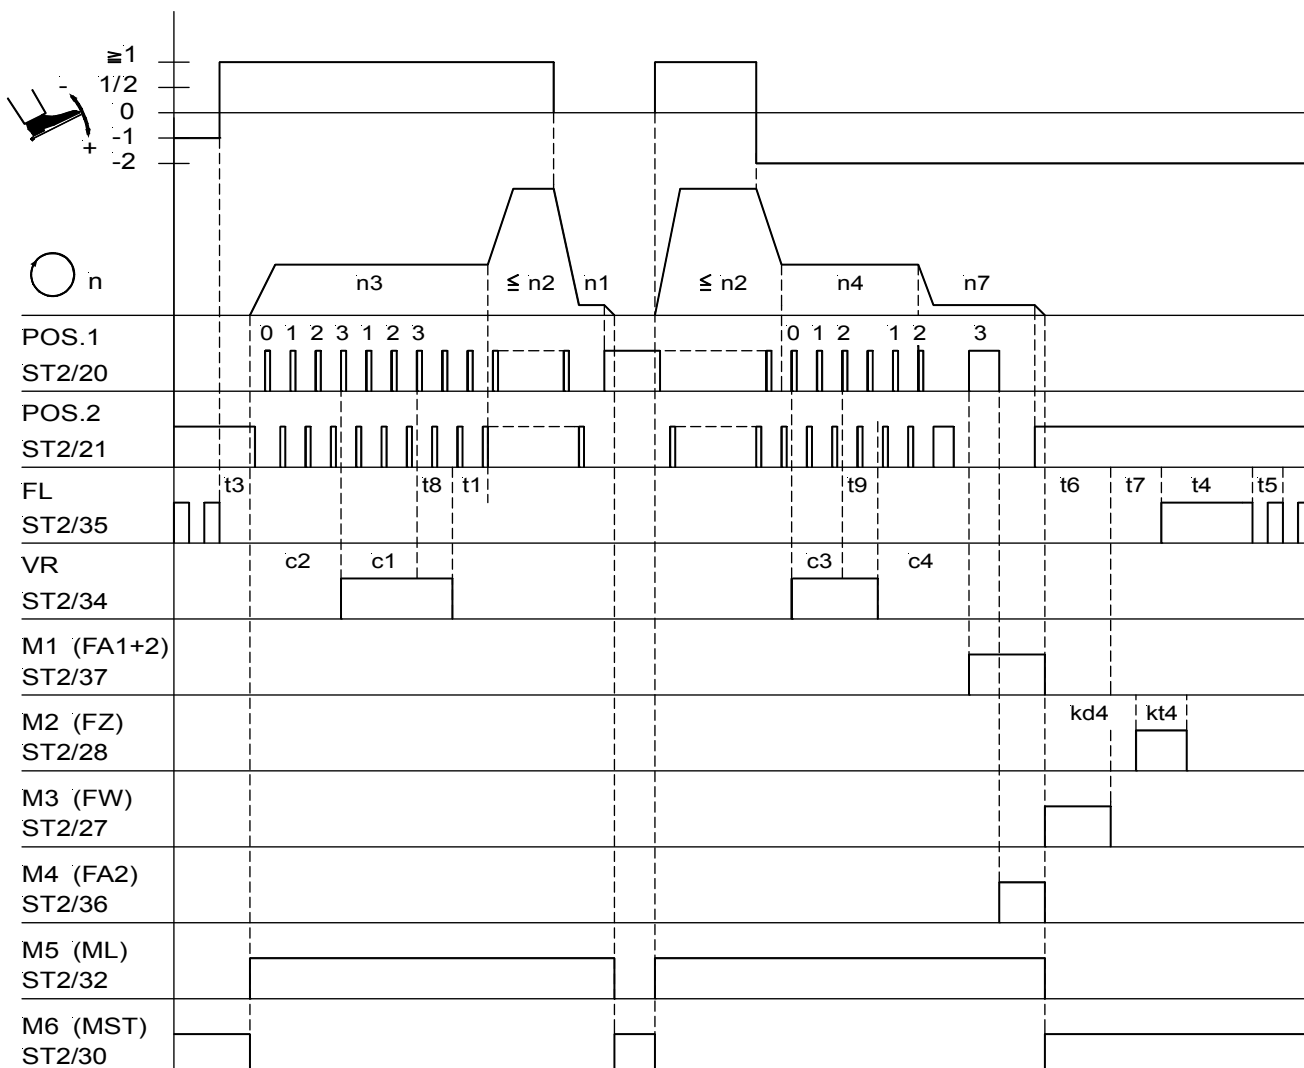 ≧1
- 1/2
0
-1
+
-2
n
n3 ≦ n2 n1 ≦ n2 n4 n7
POS.1 0 1 2 3 1 2 3 0 1 2 1 2 3
ST2/20
POS.2
ST2/21
FL t3 t8 t1 t9 t6 t7 t4 t5
ST2/35
VR c2 c1 c3 c4
ST2/34
M1 (FA1+2)
ST2/37
M2 (FZ) kd4 kt4
ST2/28
M3 (FW)
ST2/27
M4 (FA2)
ST2/36
M5 (ML)
ST2/32
M6 (MST)
ST2/30